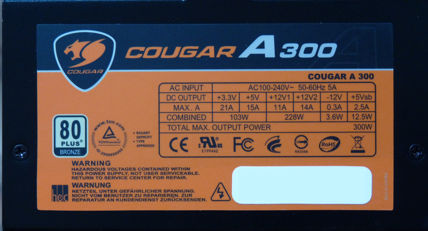 COUGAR
COUGAR A300
COUGAR A 300
AC INPUT AC100-240V~ 50-60Hz 5A
DC OUTPUT +3.3V +5V +12V1 +12V2 -12V +5Vsb
MAX. A 21A 15A 11A 14A 0.3A 2.5A
COMBINED 103W 228W 3.6W 12.5W
TOTAL MAX. OUTPUT POWER 300W
80
PLUS
BRONZE
CE
RoHS
WARNING
HAZARDOUS VOLTAGES CONTAINED WITHIN
THIS POWER SUPPLY, NOT USER SERVICEABLE.
RETURN TO SERVICE CENTER FOR REPAIR.
WARNUNG
NETZTEIL UNTER GEFÄHRLICHER SPANNUNG.
NICHT VOM BENUTZER ZU REPARIEREN. ZUR
REPARATUR AN KUNDENDIENST ZURÜCKSENDEN.